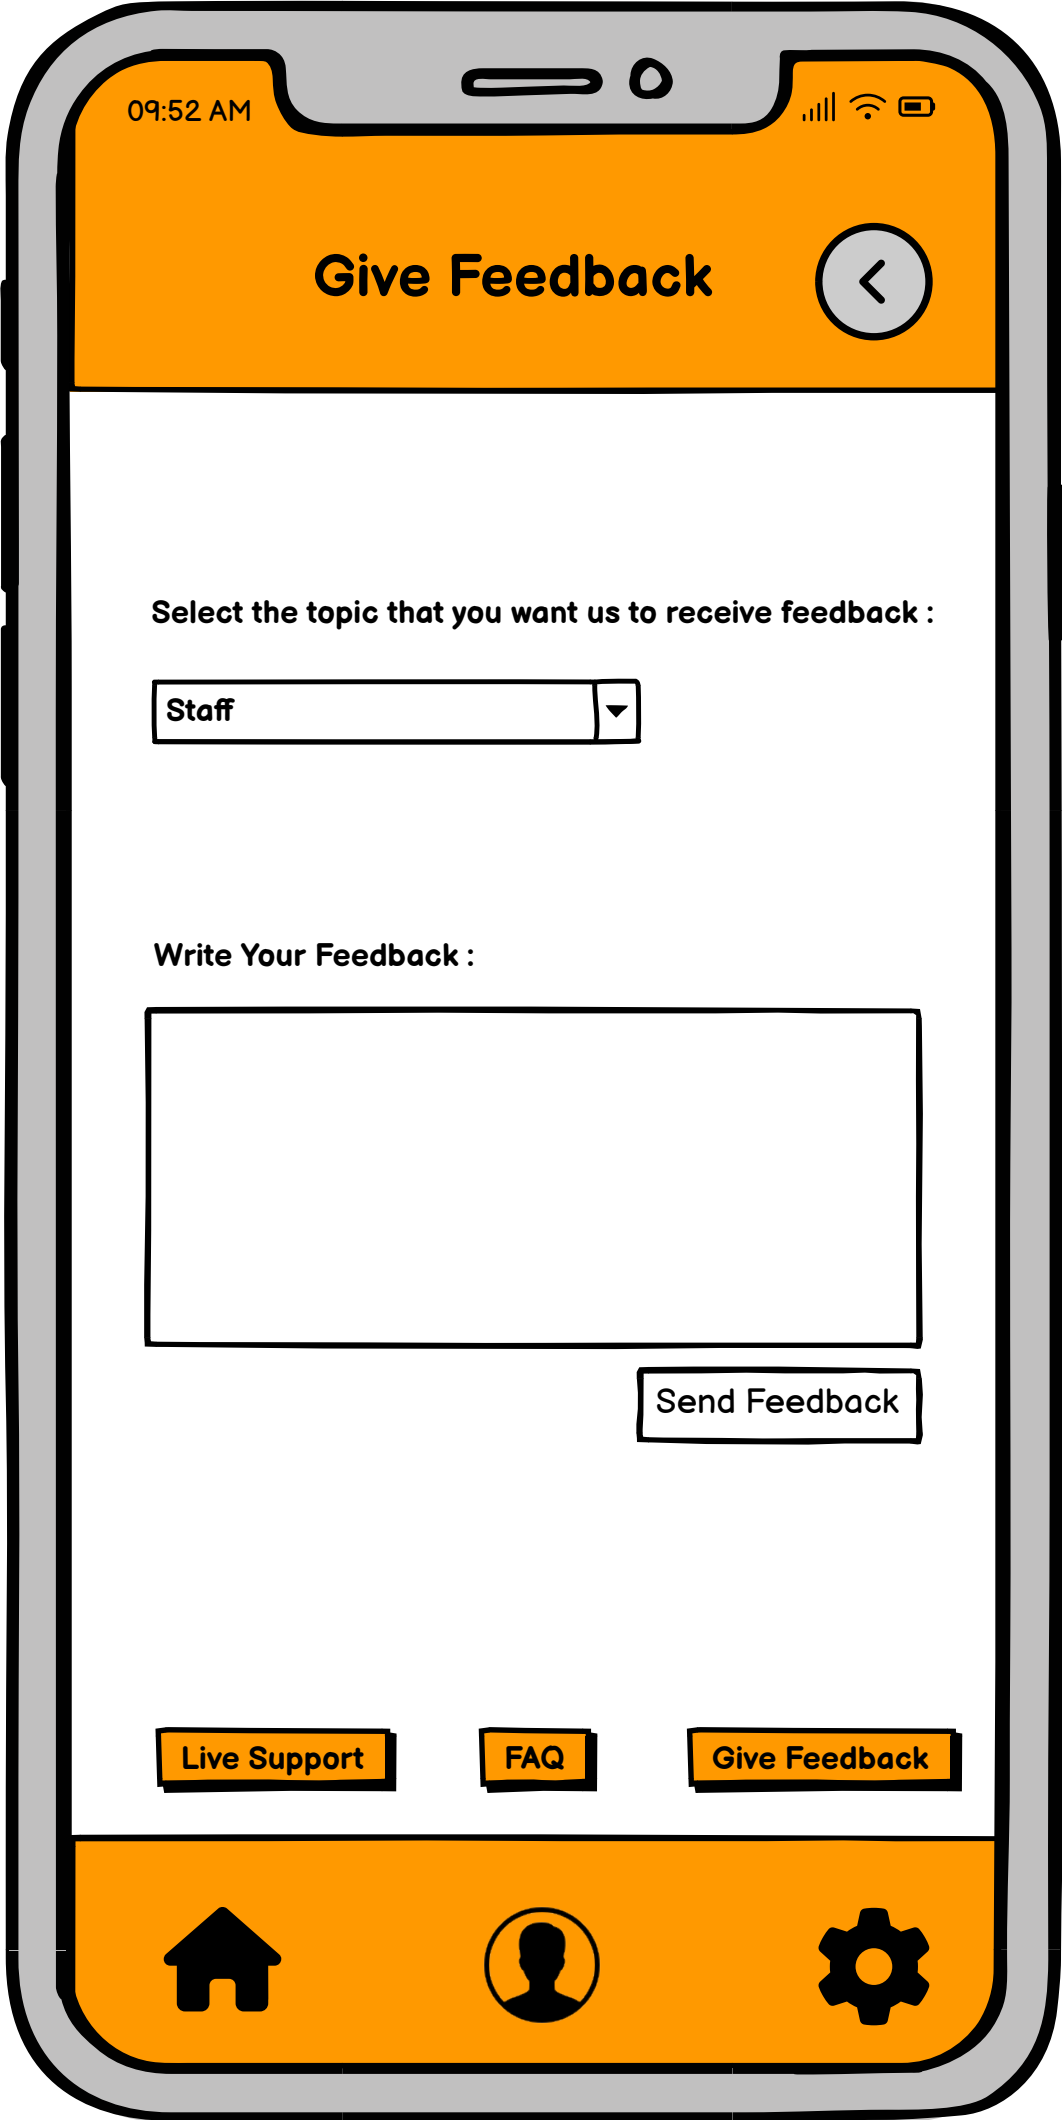 09:52 AM
Give Feedback
Select the topic that you want us to receive feedback :
Staff
Write Your Feedback :
Send Feedback
Live Support
FAQ
Give Feedback